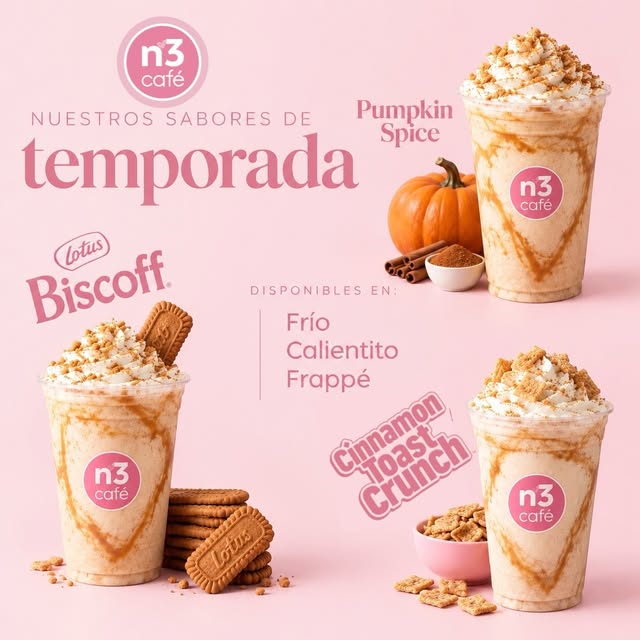 n3
café
NUESTROS SABORES DE
temporada
Pumpkin
Spice
n3
café
Lotus
Biscoff®
DISPONIBLES EN:
Frío
Calientito
Frappé
Cinnamon
Toast
Crunch
n3
café
Lotus
n3
café